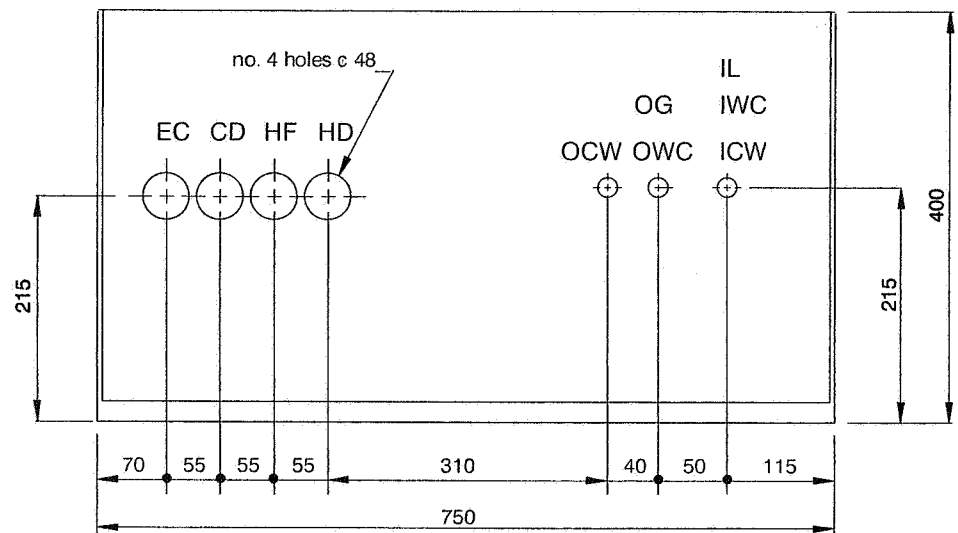 no. 4 holes ¢ 48
IL
OG IWC
EC CD HF HD
OCW OWC ICW
215
215
400
70 55 55 55 310 40 50 115
750